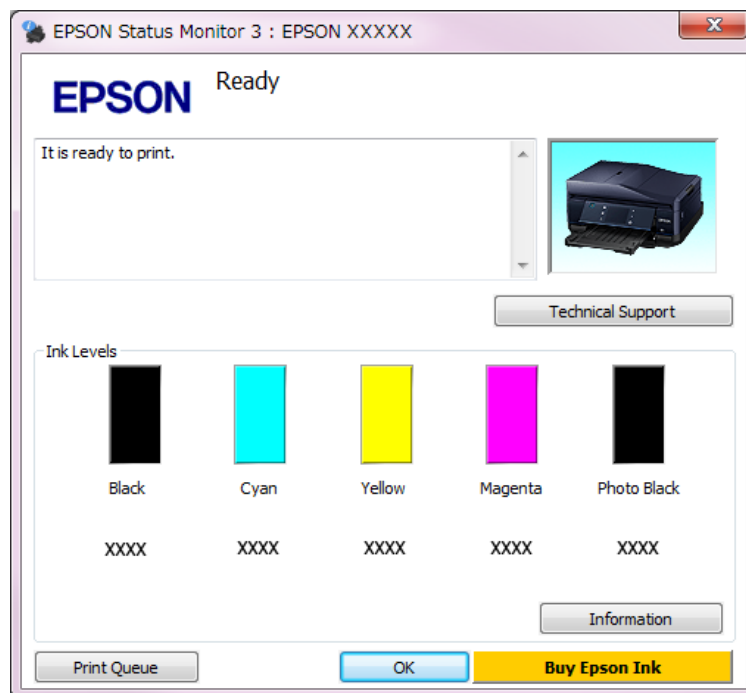 EPSON Status Monitor 3 : EPSON XXXXX
EPSON
Ready
It is ready to print.
Technical Support
Ink Levels
Black Cyan Yellow Magenta Photo Black
XXXX XXXX XXXX XXXX XXXX
Information
Print Queue OK Buy Epson Ink